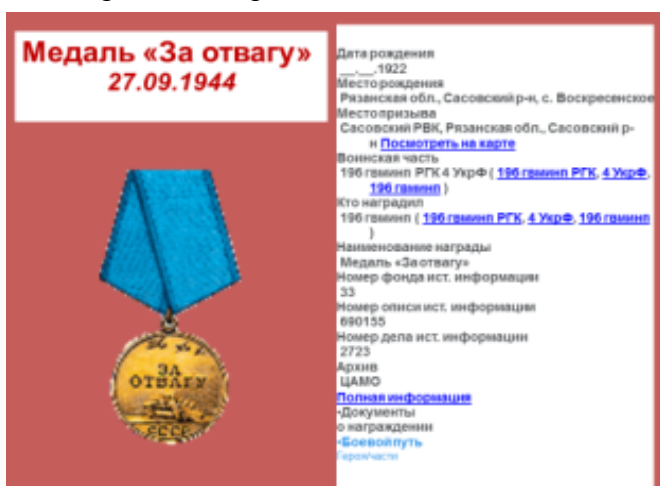 Медаль «За отвагу»
27.09.1944
ЗА
ОТВАГУ
СССР
Дата рождения
__.__.1922
Место рождения
Рязанская обл., Сасовский р-н, с. Воскресенское
Место призыва
Сасовский РВК, Рязанская обл., Сасовский р-
н Посмотреть на карте
Воинская часть
196 гвминп РГК 4 УкрФ ( 196 гвминп РГК, 4 УкрФ,
196 гвминп )
Кто наградил
196 гвминп ( 196 гвминп РГК, 4 УкрФ, 196 гвминп
)
Наименование награды
Медаль «За отвагу»
Номер фонда ист. информации
33
Номер описи ист. информации
690155
Номер дела ист. информации
2723
Архив
ЦАМО
Полная информация
•Документы
о награждении
•Боевой путь
Героя/части